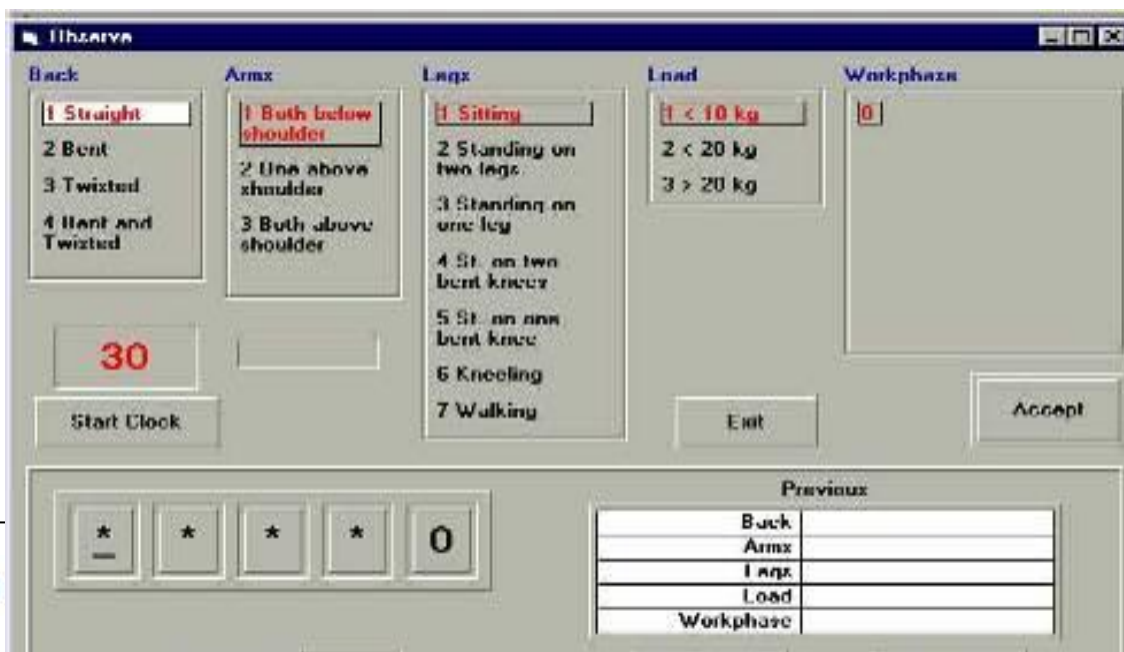 Observe
Back
1 Straight
2 Bent
3 Twisted
4 Bent and
Twisted
Arms
1 Both below
shoulder
2 One above
shoulder
3 Both above
shoulder
Legs
1 Sitting
2 Standing on
two legs
3 Standing on
one leg
4 St. on two
bent knees
5 St. on one
bent knee
6 Kneeling
7 Walking
Load
1 < 10 kg
2 < 20 kg
3 > 20 kg
Workphase
0
30
Start Clock
Exit
Accept
* * * * 0
Previous
Back
Arms
Legs
Load
Workphase